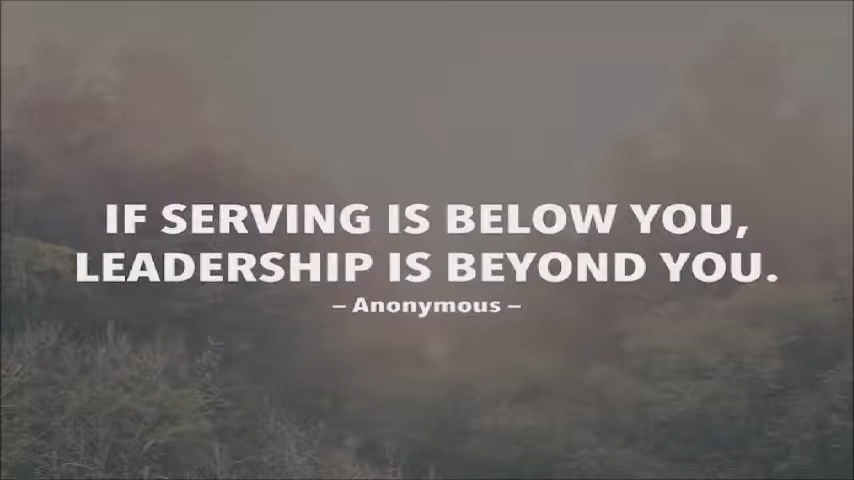 IF SERVING IS BELOW YOU,
LEADERSHIP IS BEYOND YOU.
– Anonymous –